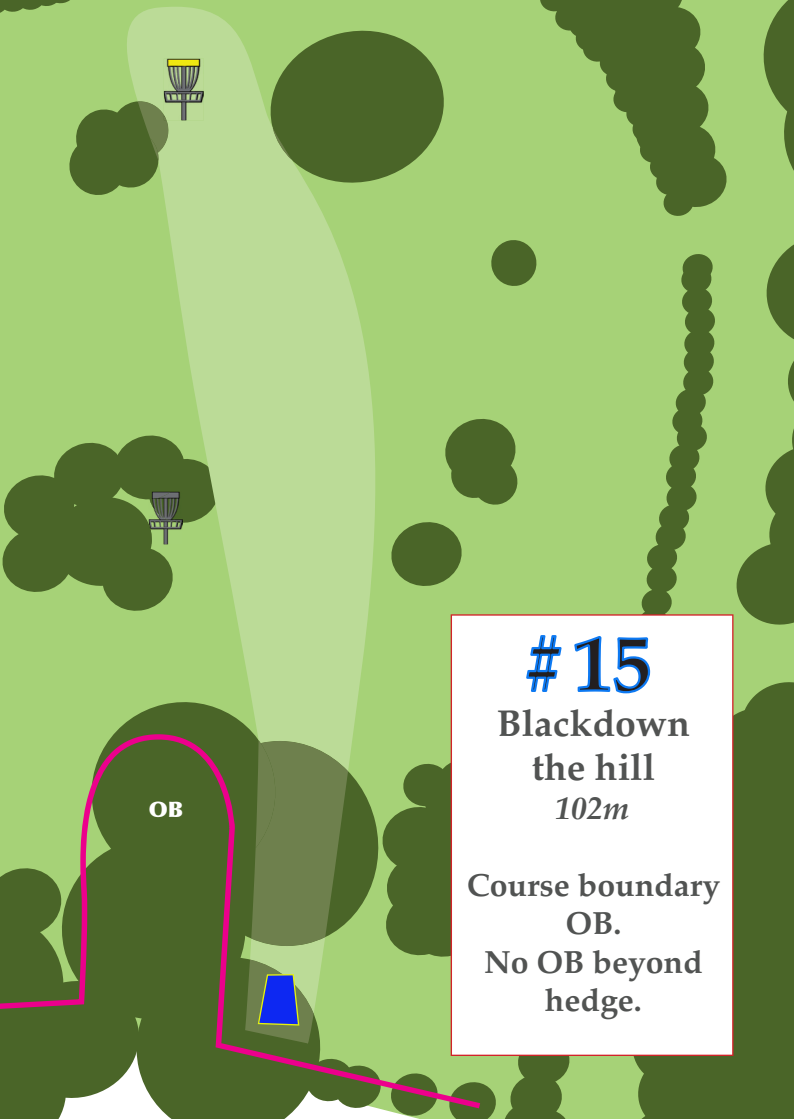 OB
#15
Blackdown
the hill
102m
Course boundary
OB.
No OB beyond
hedge.